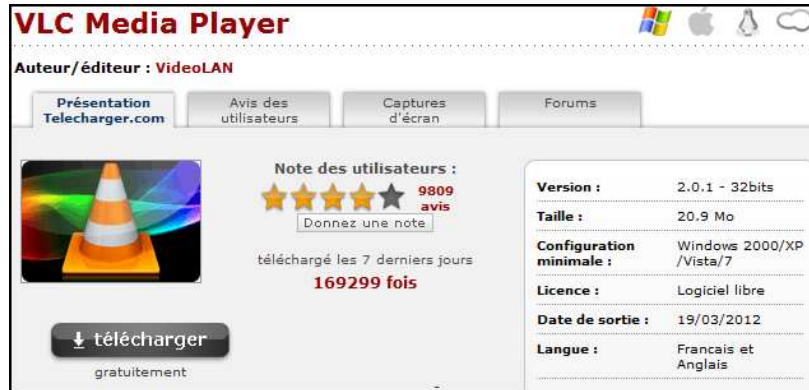 VLC Media Player
Auteur/éditeur : VideoLAN
Présentation
Telecharger.com
Avis des
utilisateurs
Captures
d'écran
Forums
Note des utilisateurs :
9809
avis
Donnez une note
téléchargé les 7 derniers jours
169299 fois
télécharger
gratuitement
Version : 2.0.1 - 32bits
Taille : 20.9 Mo
Configuration
minimale : Windows 2000/XP
/Vista/7
Licence : Logiciel libre
Date de sortie : 19/03/2012
Langue : Francais et
Anglais